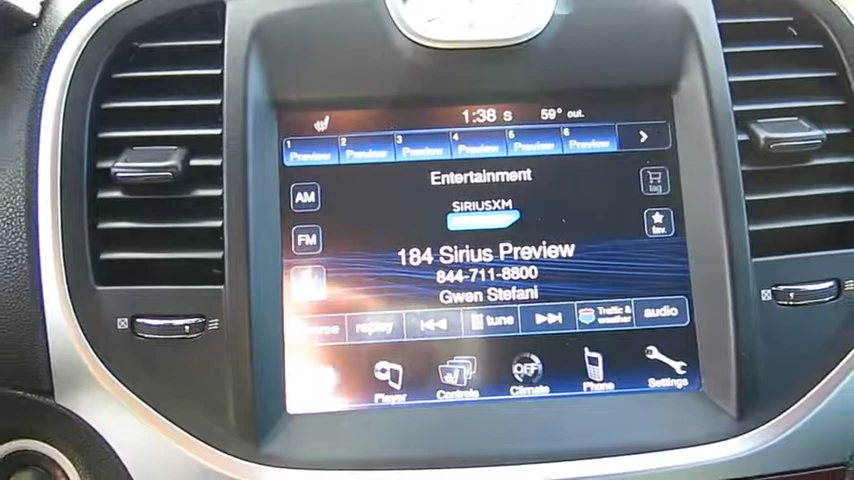 1:38 S 59° out.
1 Preview 2 Preview 3 Preview 4 Preview 5 Preview 6 Preview
Entertainment
AM
SIRIUSXM
tag
FM
fav.
184 Sirius Preview
844-711-8800
Gwen Stefani
replay tune Traffic & weather audio
Player Controls OFF Climate Phone Settings